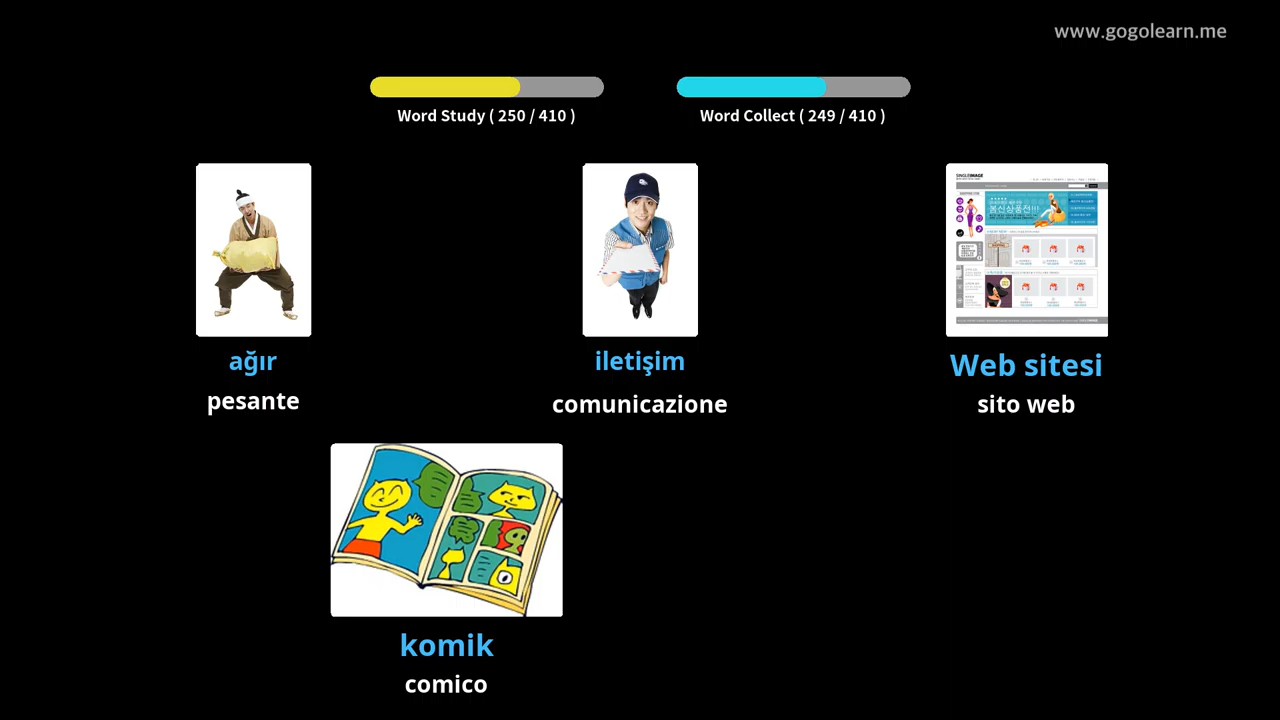 www.gogolearn.me
Word Study ( 250 / 410 )
Word Collect ( 249 / 410 )
ağır
pesante
iletişim
comunicazione
Web sitesi
sito web
komik
comico